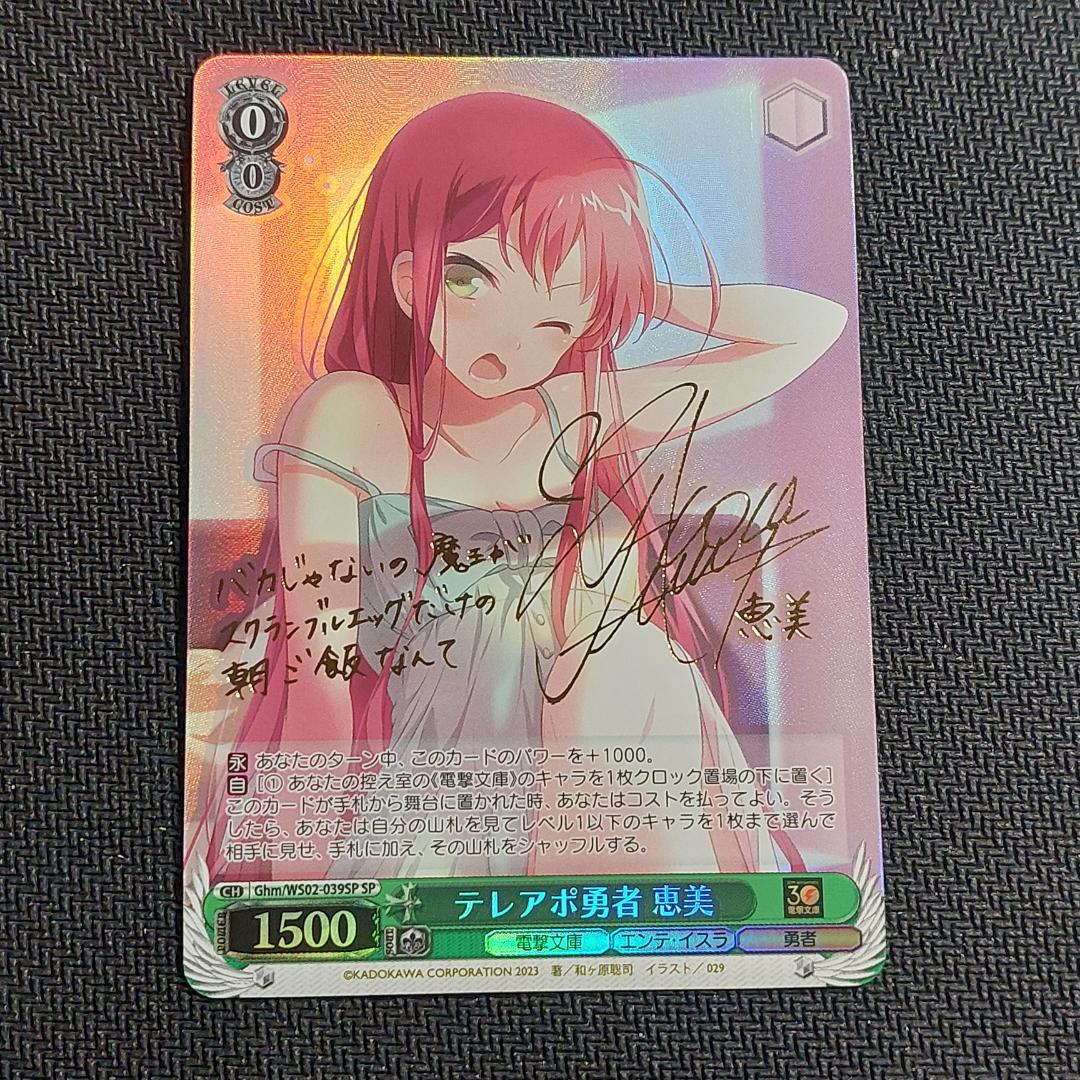 LEVEL
0
0
COST
バカじゃないの、魔王が
スクランブルエッグだけの
朝ご飯なんて
恵美
永 あなたのターン中、このカードのパワーを+1000。
自 [① あなたの控え室の《電撃文庫》のキャラを1枚クロック置場の下に置く]
このカードが手札から舞台に置かれた時、あなたはコストを払ってよい。そう
したら、あなたは自分の山札を見てレベル1以下のキャラを1枚まで選んで
相手に見せ、手札に加え、その山札をシャッフルする。
CH Ghm/WS02-039SP SP
テレアポ勇者 恵美
30
電撃文庫
POWER
1500
SOUL
電撃文庫 エンテ・イスラ 勇者
©KADOKAWA CORPORATION 2023 著／和ヶ原聡司 イラスト／029